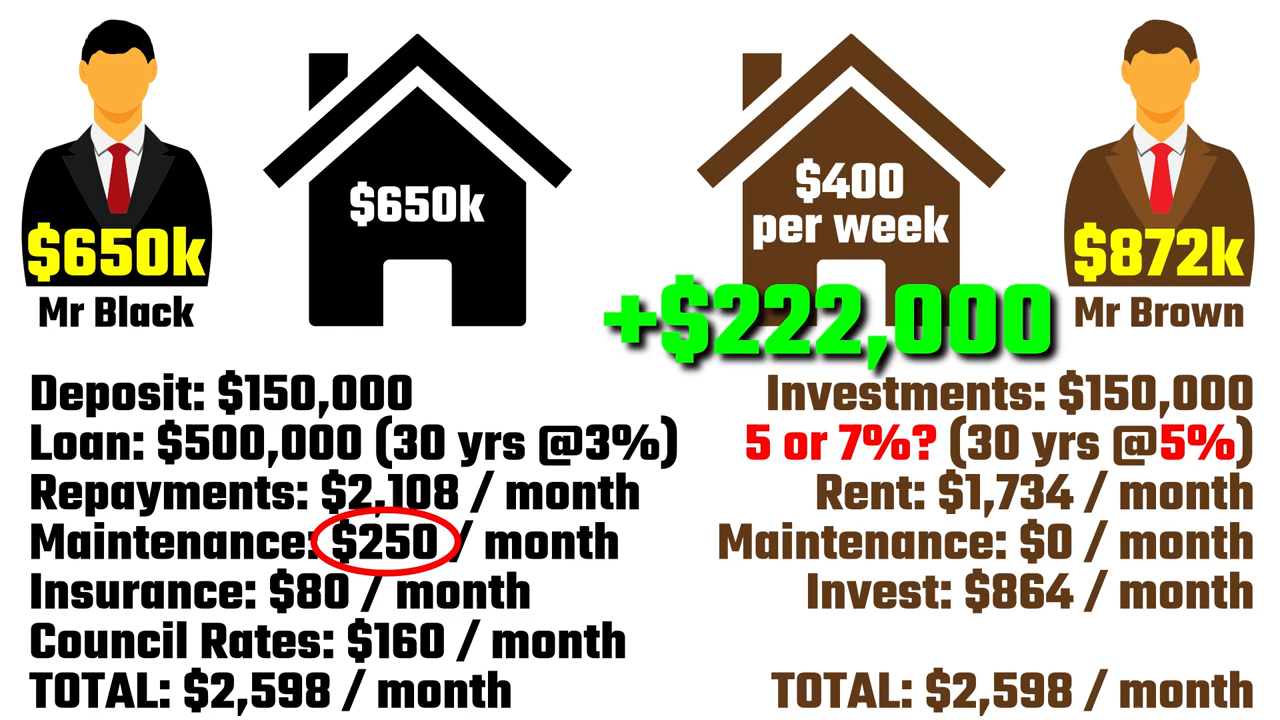 $650k
Mr Black
$650k
$400
per week
$872k
Mr Brown
+$222,000
Deposit: $150,000
Loan: $500,000 (30 yrs @3%)
Repayments: $2,108 / month
Maintenance: $250 / month
Insurance: $80 / month
Council Rates: $160 / month
TOTAL: $2,598 / month
Investments: $150,000
5 or 7%? (30 yrs @5%)
Rent: $1,734 / month
Maintenance: $0 / month
Invest: $864 / month
TOTAL: $2,598 / month